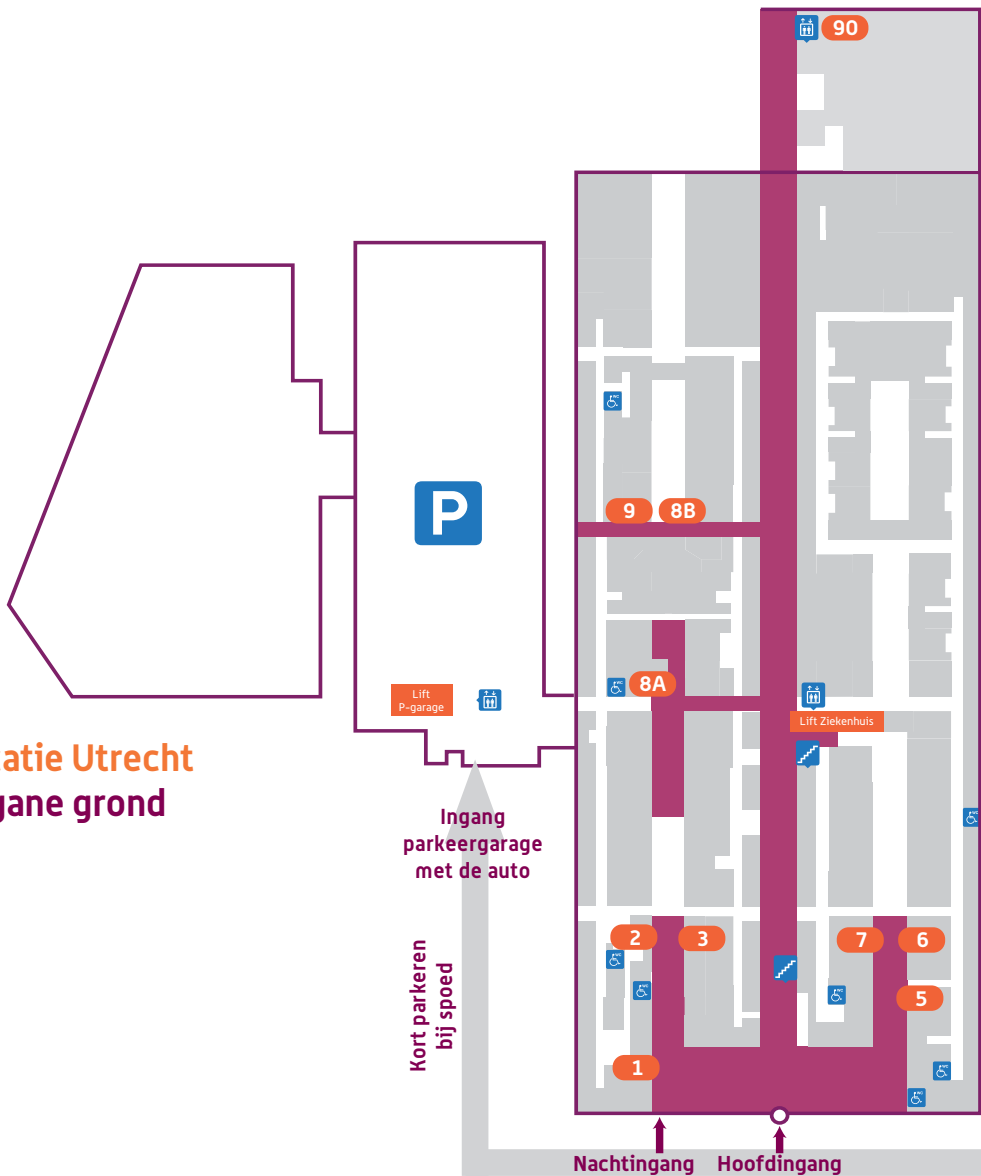 90
P
9
8B
8A
Lift
P-garage
Lift Ziekenhuis
atie Utrecht
gane grond
Ingang
parkeergarage
met de auto
Kort parkeren
bij spoed
2
3
7
6
5
1
Nachtingang
Hoofdingang